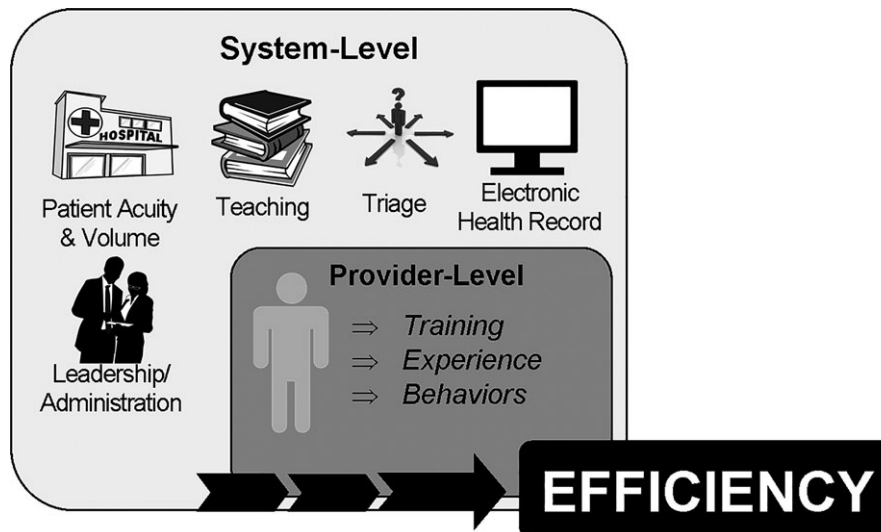 System-Level
HOSPITAL
Patient Acuity
& Volume
Teaching
?
Triage
Electronic
Health Record
Leadership/
Administration
Provider-Level
⇒ Training
⇒ Experience
⇒ Behaviors
EFFICIENCY